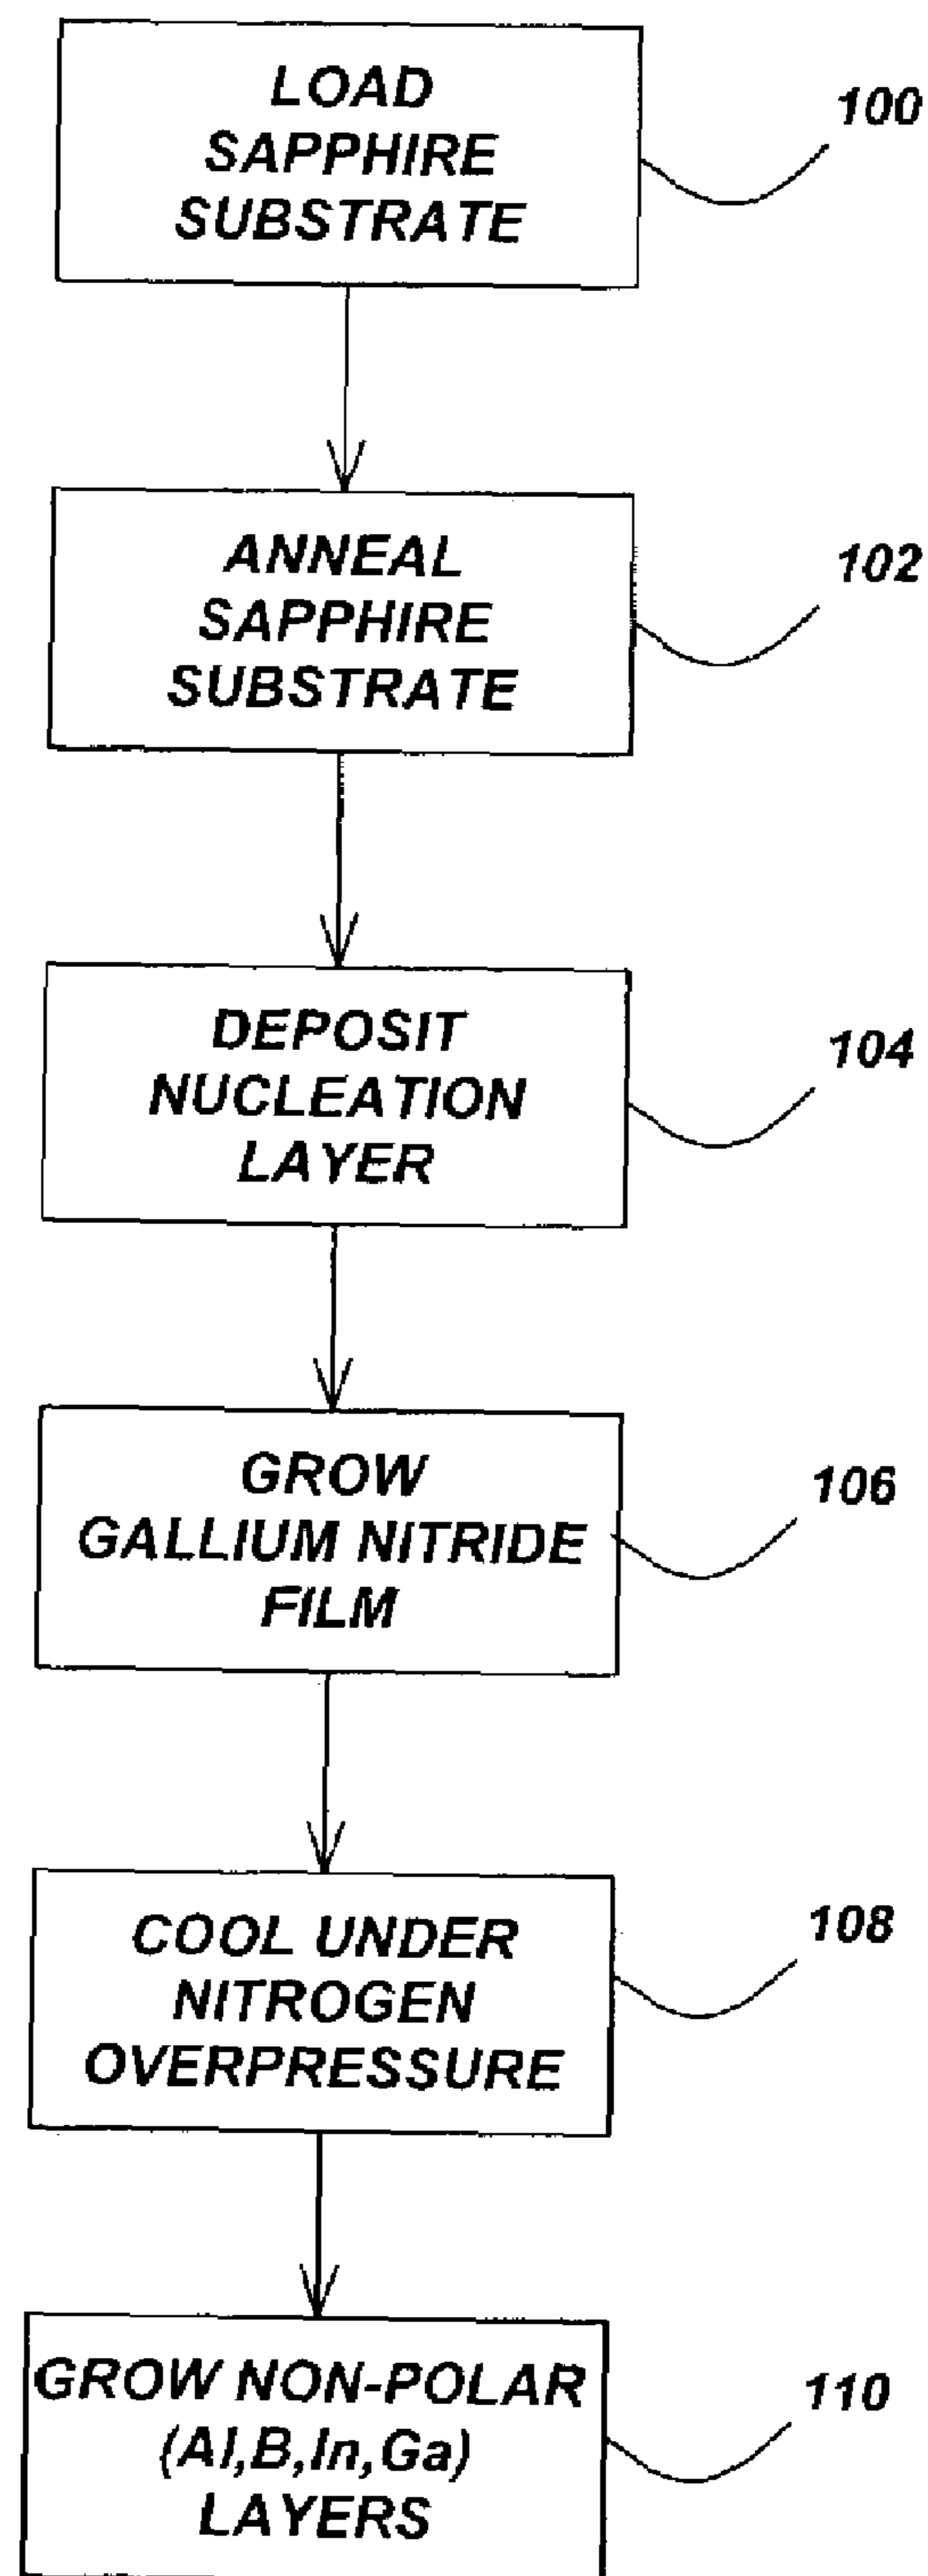 LOAD
SAPPHIRE
SUBSTRATE
100
ANNEAL
SAPPHIRE
SUBSTRATE
102
DEPOSIT
NUCLEATION
LAYER
104
GROW
GALLIUM NITRIDE
FILM
106
COOL UNDER
NITROGEN
OVERPRESSURE
108
GROW NON-POLAR
(Al,B,In,Ga)
LAYERS
110